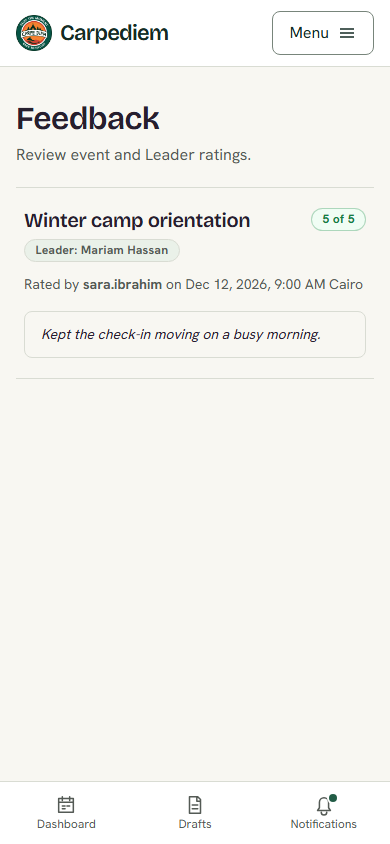 Carpediem
Menu
Feedback
Review event and Leader ratings.
Winter camp orientation
5 of 5
Leader: Mariam Hassan
Rated by sara.ibrahim on Dec 12, 2026, 9:00 AM Cairo
Kept the check-in moving on a busy morning.
Dashboard
Drafts
Notifications